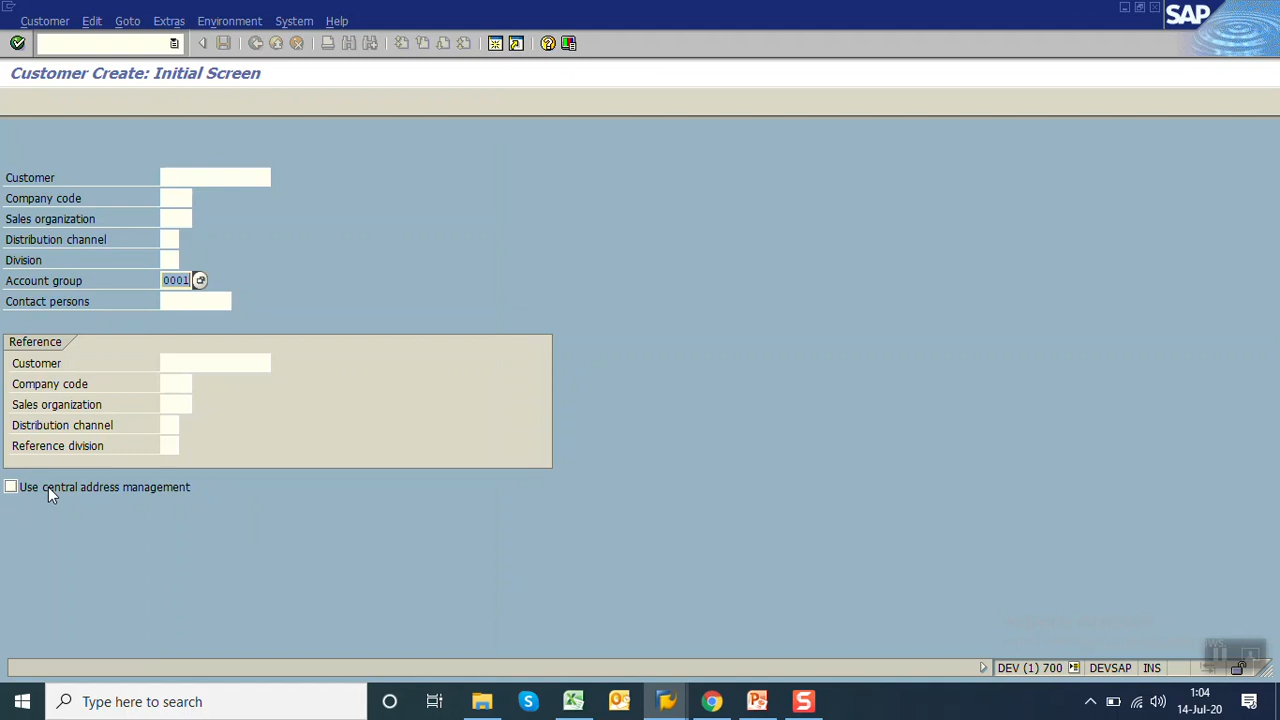 Customer Edit Goto Extras Environment System Help
SAP
Customer Create: Initial Screen
Customer
Company code
Sales organization
Distribution channel
Division
Account group 0001
Contact persons
Reference
Customer
Company code
Sales organization
Distribution channel
Reference division
Use central address management
DEV (1) 700 DEVSAP INS
Type here to search
1:04
14-Jul-20